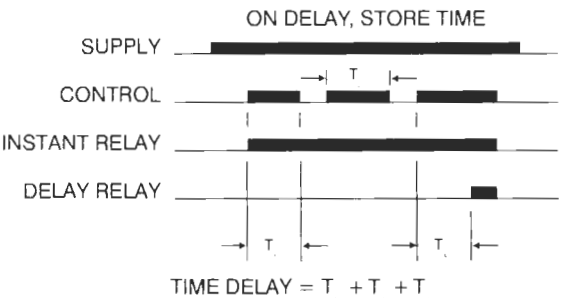 ON DELAY, STORE TIME
SUPPLY
T
CONTROL
INSTANT RELAY
DELAY RELAY
T
T
TIME DELAY = T + T + T